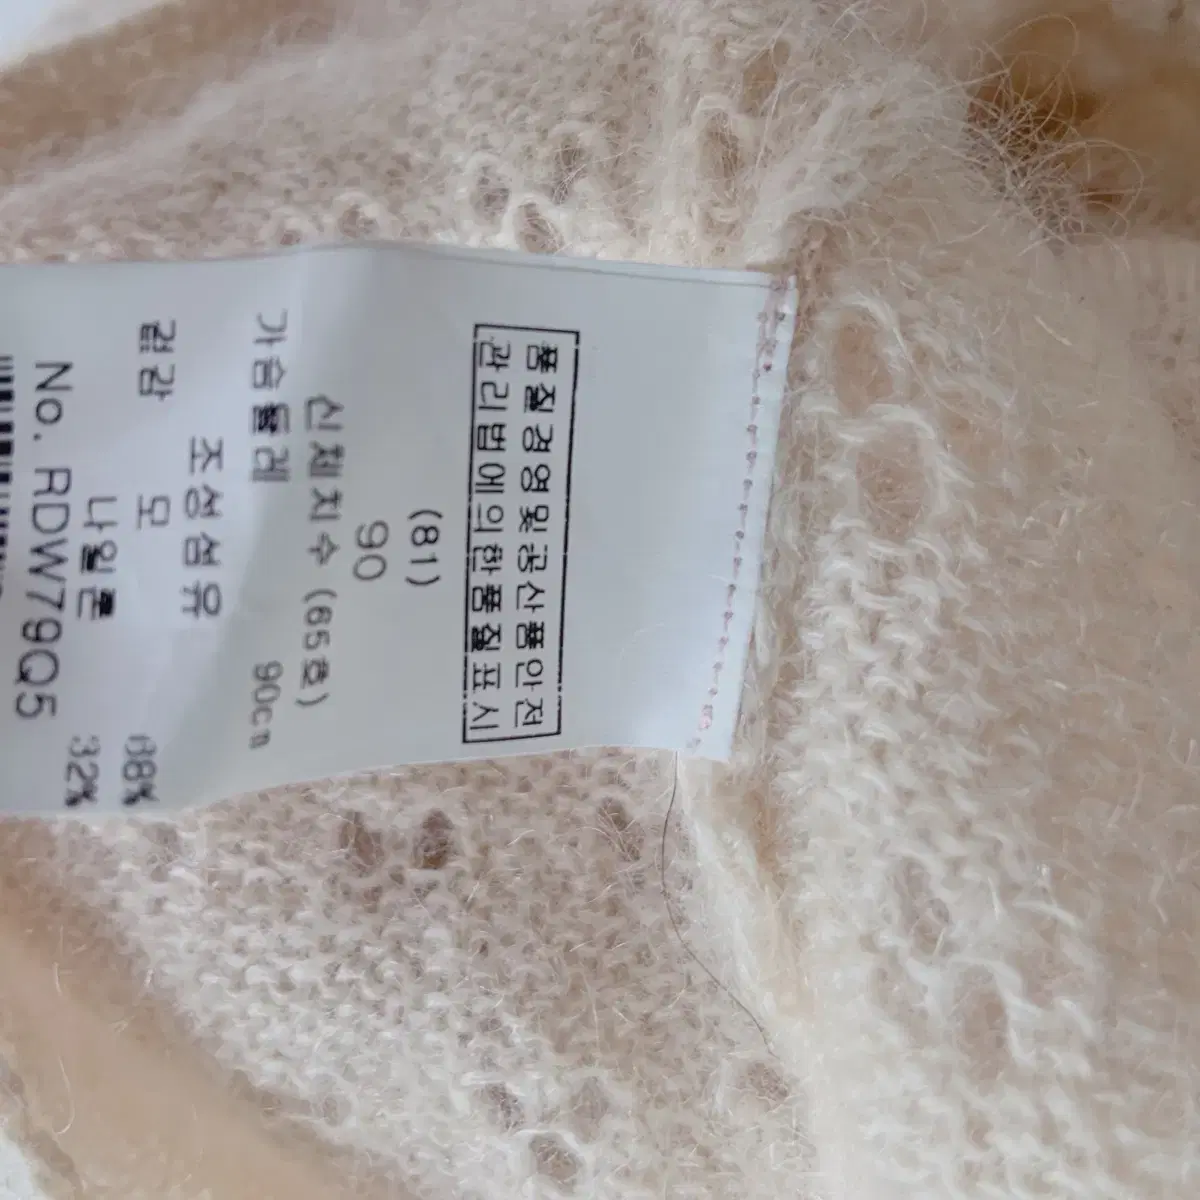 품질경영및공산품안전
관리법에의한품질표시
(81)
90
신체치수 (65호)
가슴둘레 90cm
조성섬유
겉감 모 68%
나일론 32%
No. RDW79Q5